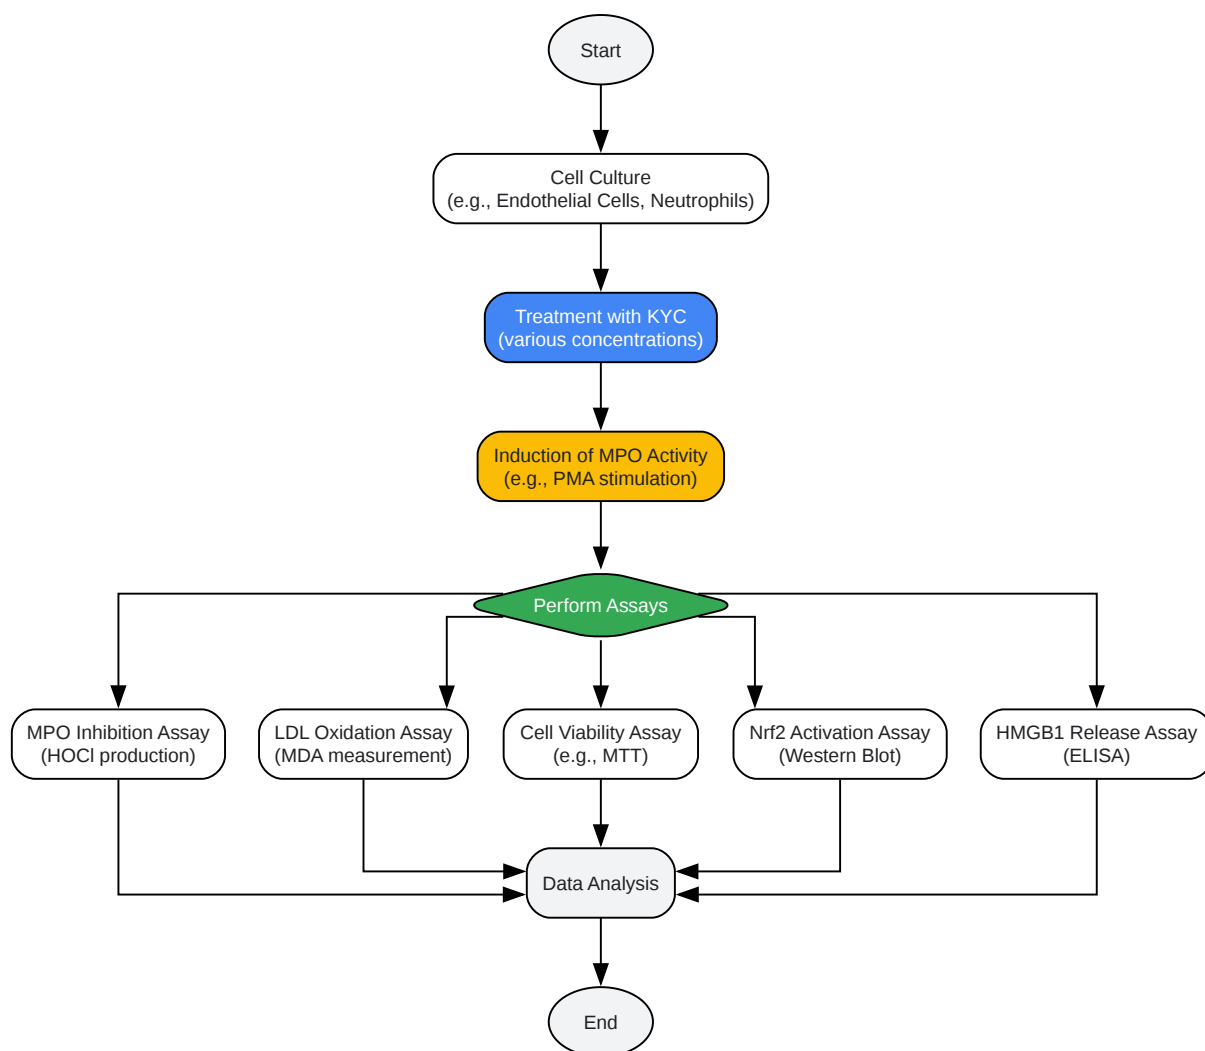 Start
Cell Culture
(e.g., Endothelial Cells, Neutrophils)
Treatment with KYC
(various concentrations)
Induction of MPO Activity
(e.g., PMA stimulation)
Perform Assays
MPO Inhibition Assay
(HOCl production)
LDL Oxidation Assay
(MDA measurement)
Cell Viability Assay
(e.g., MTT)
Nrf2 Activation Assay
(Western Blot)
HMGB1 Release Assay
(ELISA)
Data Analysis
End